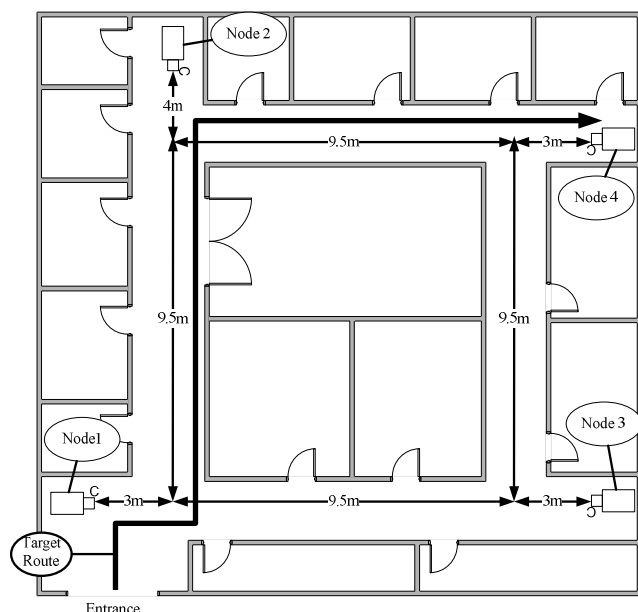 Node 2
C
4m
9.5m
3m
C
Node 4
9.5m
9.5m
Node1
C
3m
9.5m
3m
C
Node 3
Target
Route
Entrance